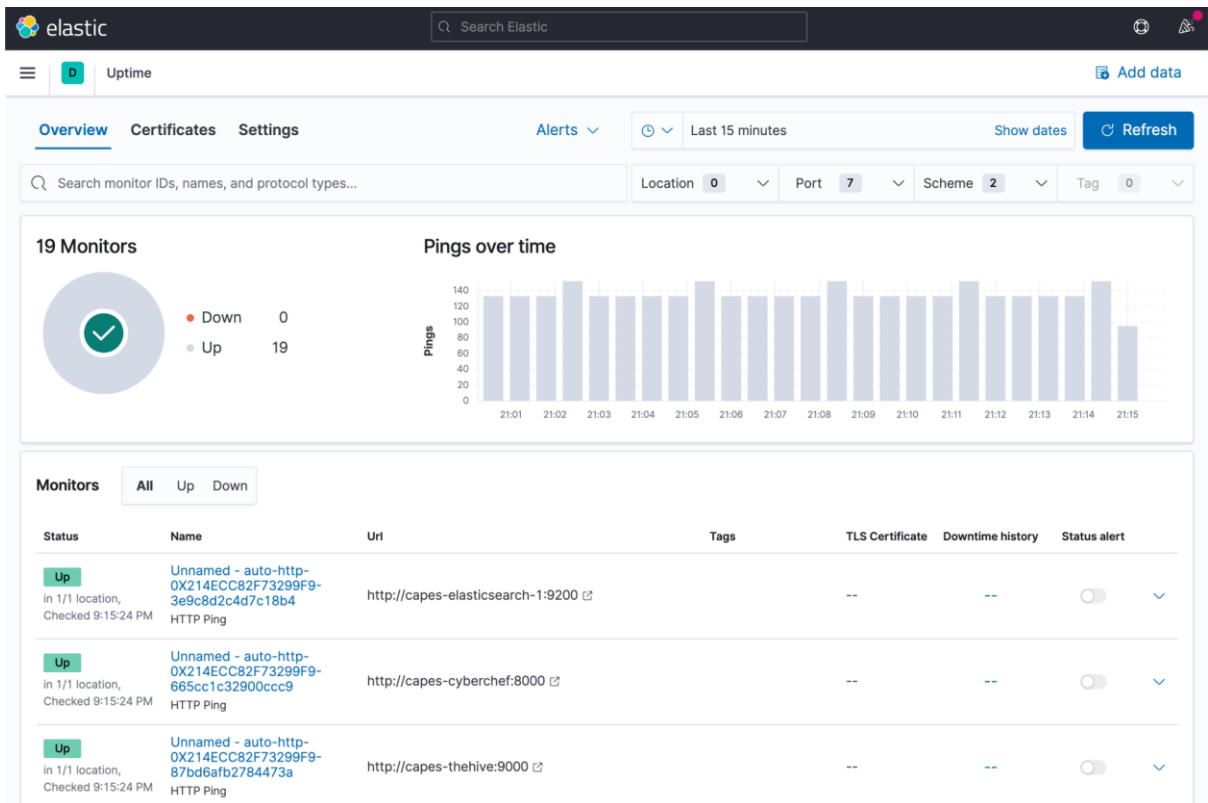 elastic
Search Elastic
D
Uptime
Add data
Overview Certificates Settings
Alerts
Last 15 minutes
Show dates
Refresh
Search monitor IDs, names, and protocol types...
Location 0
Port 7
Scheme 2
Tag 0
19 Monitors
Down 0
Up 19
Pings over time
Pings
140
120
100
80
60
40
20
0
21:01 21:02 21:03 21:04 21:05 21:06 21:07 21:08 21:09 21:10 21:11 21:12 21:13 21:14 21:15
Monitors All Up Down
Status Name Url Tags TLS Certificate Downtime history Status alert
Up
in 1/1 location,
Checked 9:15:24 PM
Unnamed - auto-http-
0X214ECC82F73299F9-
3e9c8d2c4d7c18b4
HTTP Ping
http://capes-elasticsearch-1:9200
-- --
Up
in 1/1 location,
Checked 9:15:24 PM
Unnamed - auto-http-
0X214ECC82F73299F9-
665cc1c32900ccc9
HTTP Ping
http://capes-cyberchef:8000
-- --
Up
in 1/1 location,
Checked 9:15:24 PM
Unnamed - auto-http-
0X214ECC82F73299F9-
87bd6afb2784473a
HTTP Ping
http://capes-thehive:9000
-- --